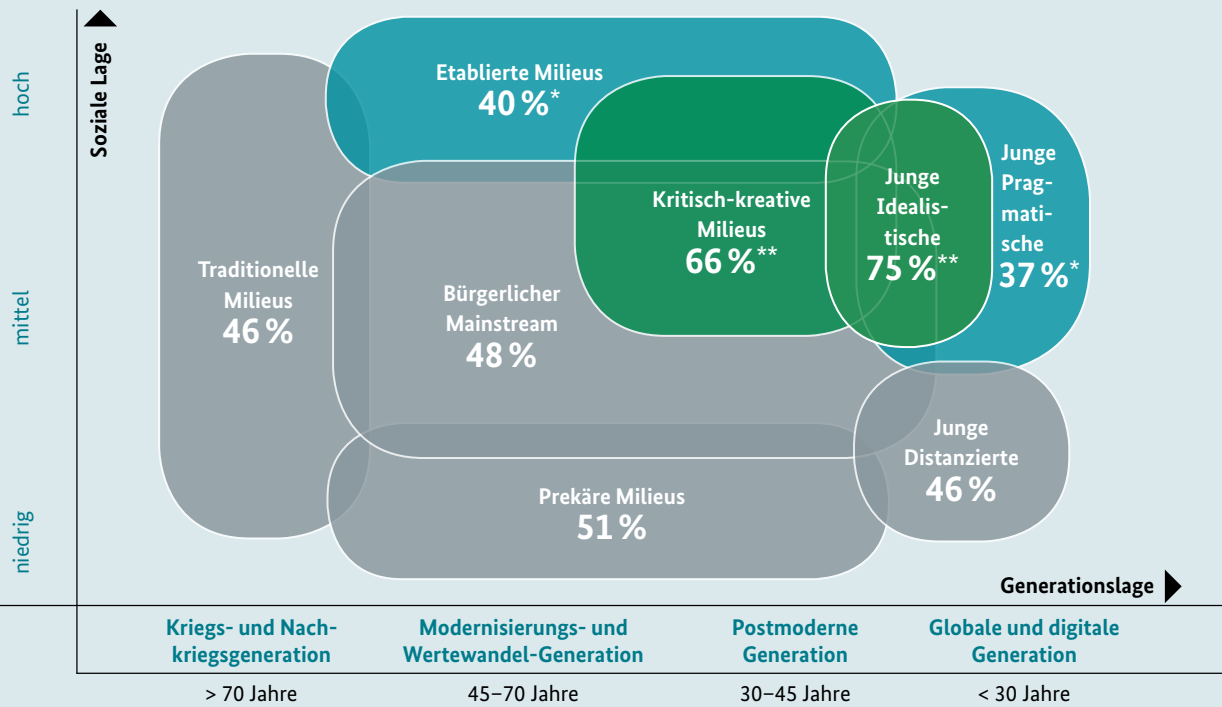 Soziale Lage
hoch
mittel
niedrig
Etablierte Milieus
40 %*
Kritisch-kreative
Milieus
66 %**
Junge
Idealis-
tische
75 %**
Junge
Prag-
mati-
sche
37 %*
Traditionelle
Milieus
46 %
Bürgerlicher
Mainstream
48 %
Junge
Distanzierte
46 %
Prekäre Milieus
51 %
Generationslage
Kriegs- und Nach-
kriegsgeneration
Modernisierungs- und
Wertewandel-Generation
Postmoderne
Generation
Globale und digitale
Generation
> 70 Jahre
45–70 Jahre
30–45 Jahre
< 30 Jahre